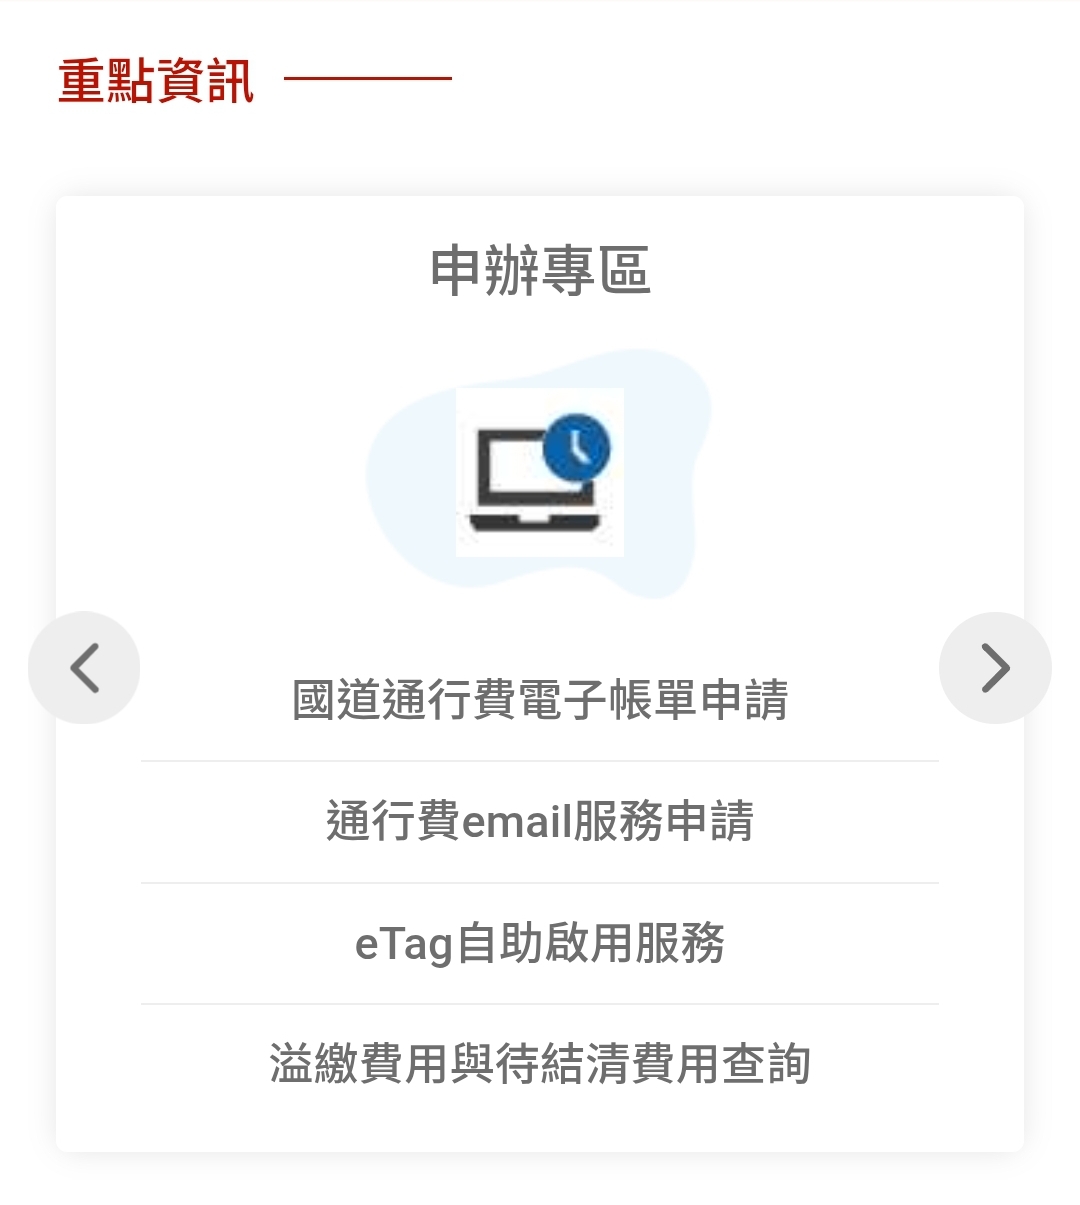 重點資訊
申辦專區
國道通行費電子帳單申請
通行費email服務申請
eTag自助啟用服務
溢繳費用與待結清費用查詢